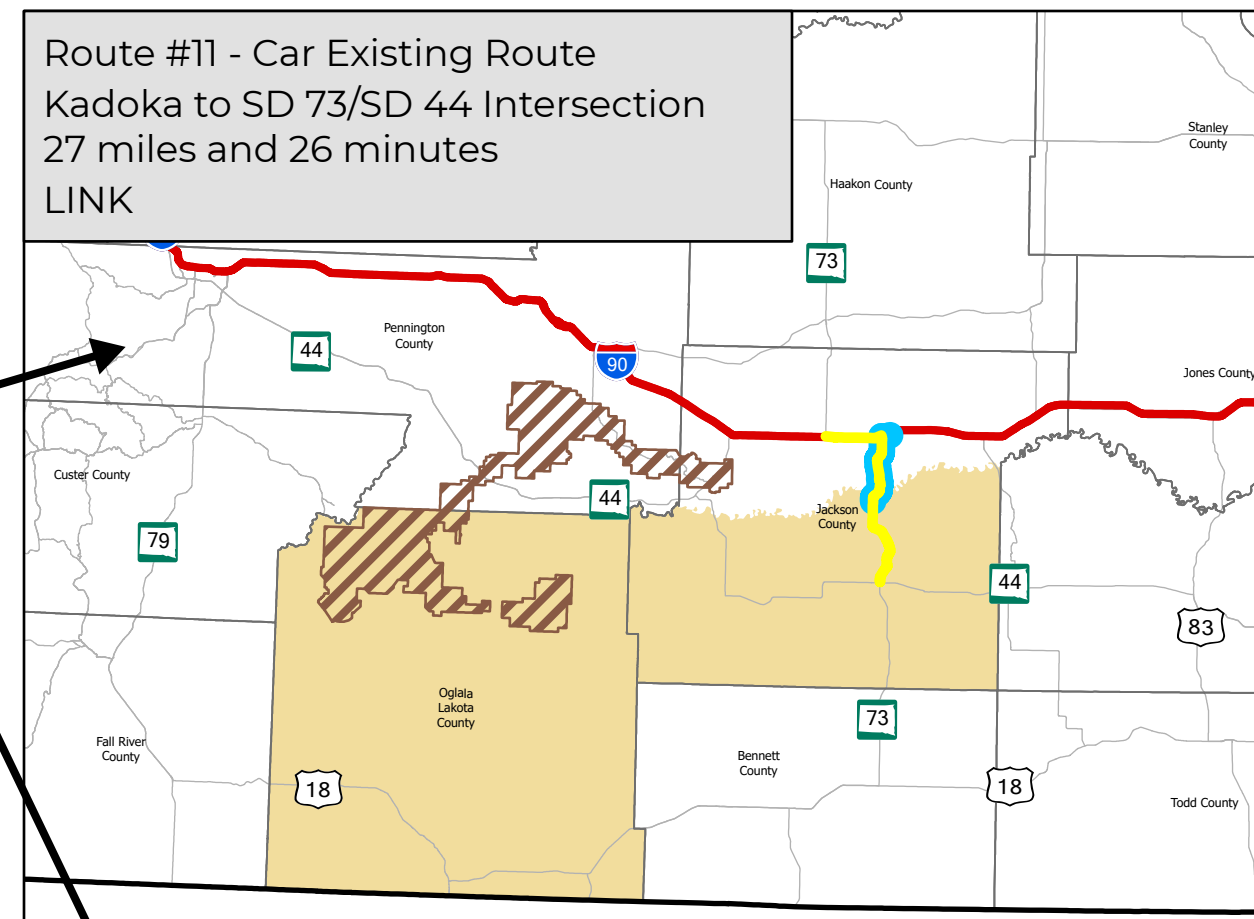 Route #11 - Car Existing Route
Kadoka to SD 73/SD 44 Intersection
27 miles and 26 minutes
LINK
Stanley
County
Haakon County
73
44
Pennington
County
90
Jones County
Custer County
44
Jackson
County
79
44
83
Oglala
Lakota
County
73
Fall River
County
Bennett
County
18
18
Todd County